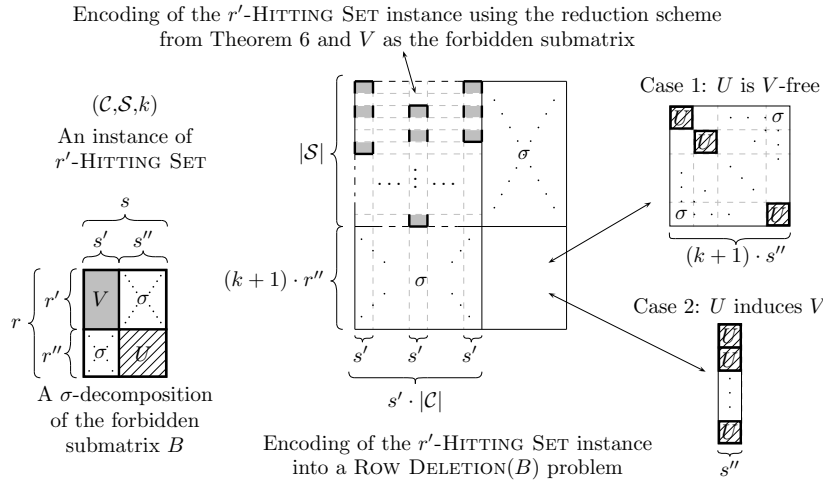 Encoding of the r′-HITTING SET instance using the reduction scheme
from Theorem 6 and V as the forbidden submatrix
(𝒞,𝒮,k)
An instance of
r′-HITTING SET
s
s′ s″
r
r′
r″
V
σ
σ
U
A σ-decomposition
of the forbidden
submatrix B
|𝒮|
(k + 1) · r″
σ
σ
s′ s′ s′
s′ · |𝒞|
Encoding of the r′-HITTING SET instance
into a ROW DELETION(B) problem
Case 1: U is V-free
U
σ
U
σ
U
(k + 1) · s″
Case 2: U induces V
U
U
U
s″